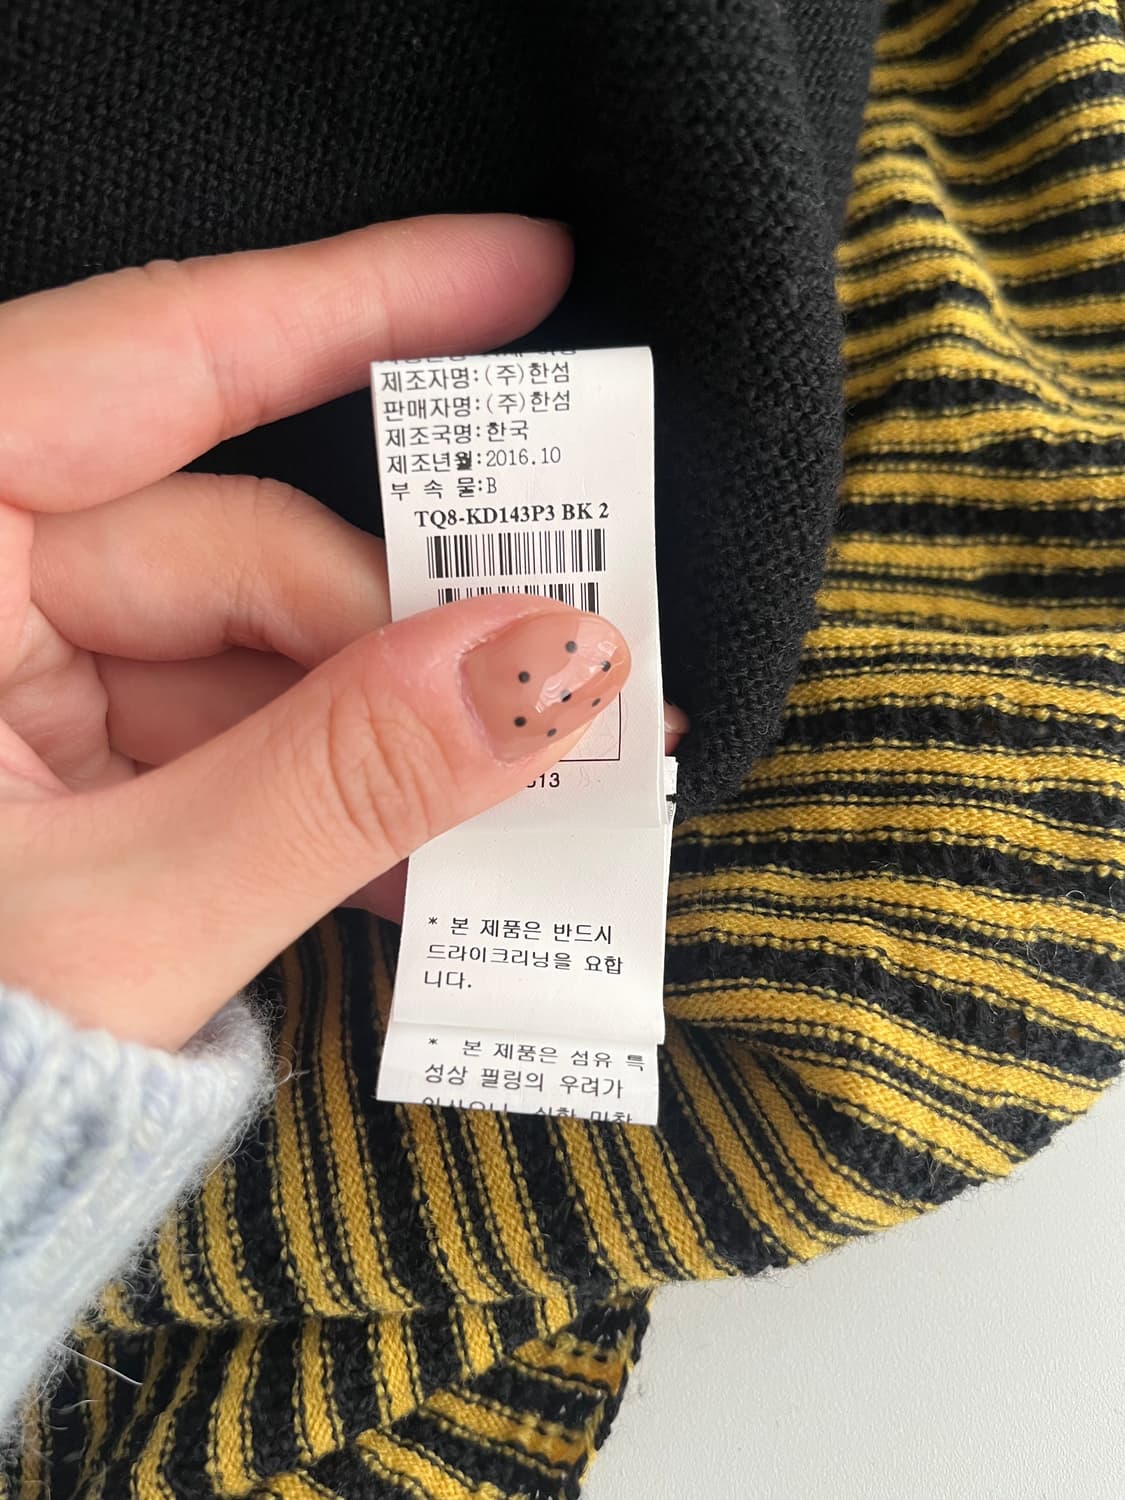 제조자명:(주)한섬
판매자명:(주)한섬
제조국명:한국
제조년월:2016.10
부 속 물:B
TQ8-KD143P3 BK 2
13
* 본 제품은 반드시
드라이크리닝을 요합
니다.
* 본 제품은 섬유 특
성상 필링의 우려가